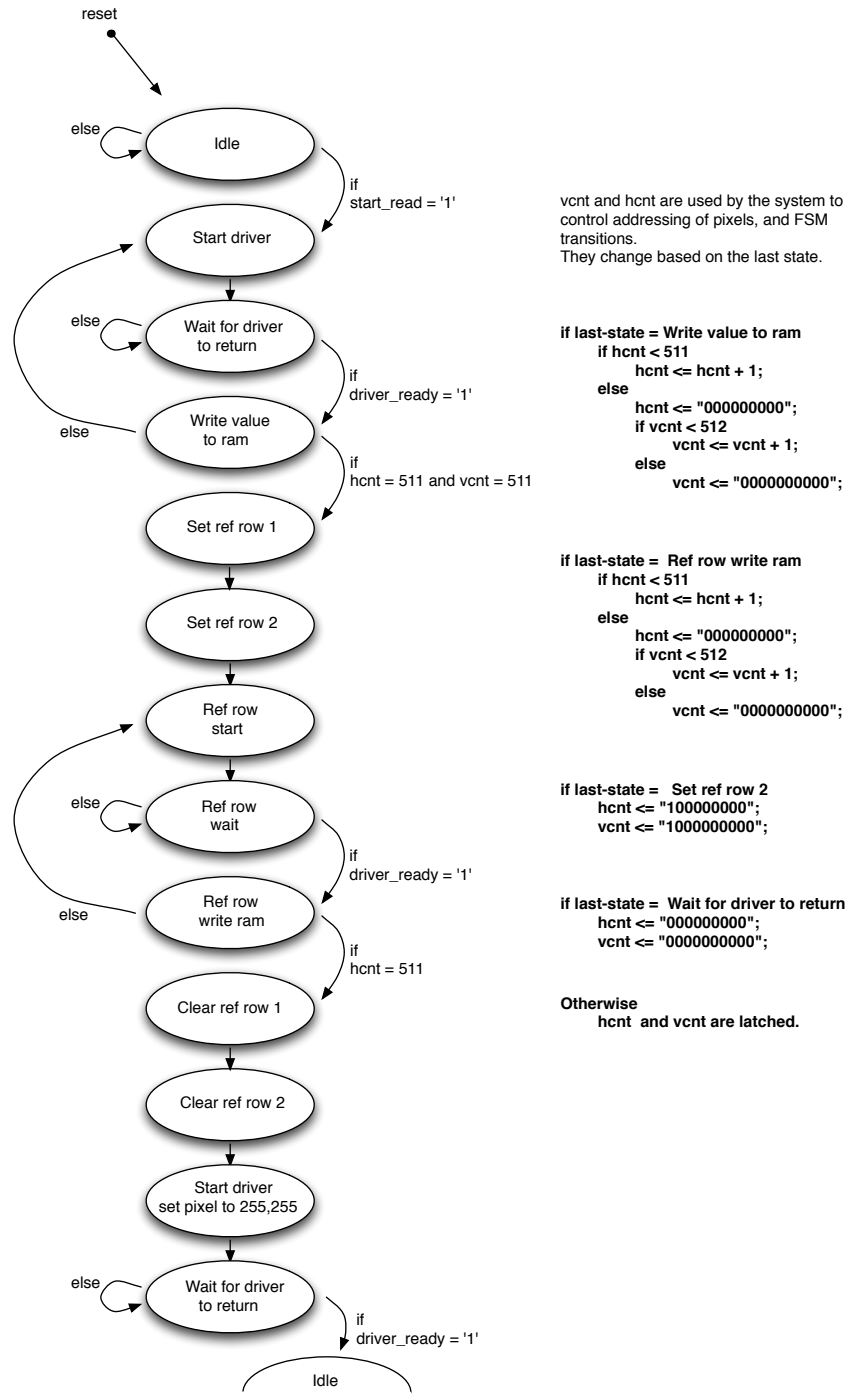 reset
else
Idle
if
start_read = '1'
Start driver
else
Wait for driver
to return
if
driver_ready = '1'
else
Write value
to ram
if
hcnt = 511 and vcnt = 511
Set ref row 1
Set ref row 2
Ref row
start
else
Ref row
wait
if
driver_ready = '1'
else
Ref row
write ram
if
hcnt = 511
Clear ref row 1
Clear ref row 2
Start driver
set pixel to 255,255
else
Wait for driver
to return
if
driver_ready = '1'
Idle
vcnt and hcnt are used by the system to
control addressing of pixels, and FSM
transitions.
They change based on the last state.
if last-state = Write value to ram
if hcnt < 511
hcnt <= hcnt + 1;
else
hcnt <= "000000000";
if vcnt < 512
vcnt <= vcnt + 1;
else
vcnt <= "0000000000";
if last-state = Ref row write ram
if hcnt < 511
hcnt <= hcnt + 1;
else
hcnt <= "000000000";
if vcnt < 512
vcnt <= vcnt + 1;
else
vcnt <= "0000000000";
if last-state = Set ref row 2
hcnt <= "100000000";
vcnt <= "1000000000";
if last-state = Wait for driver to return
hcnt <= "000000000";
vcnt <= "0000000000";
Otherwise
hcnt and vcnt are latched.